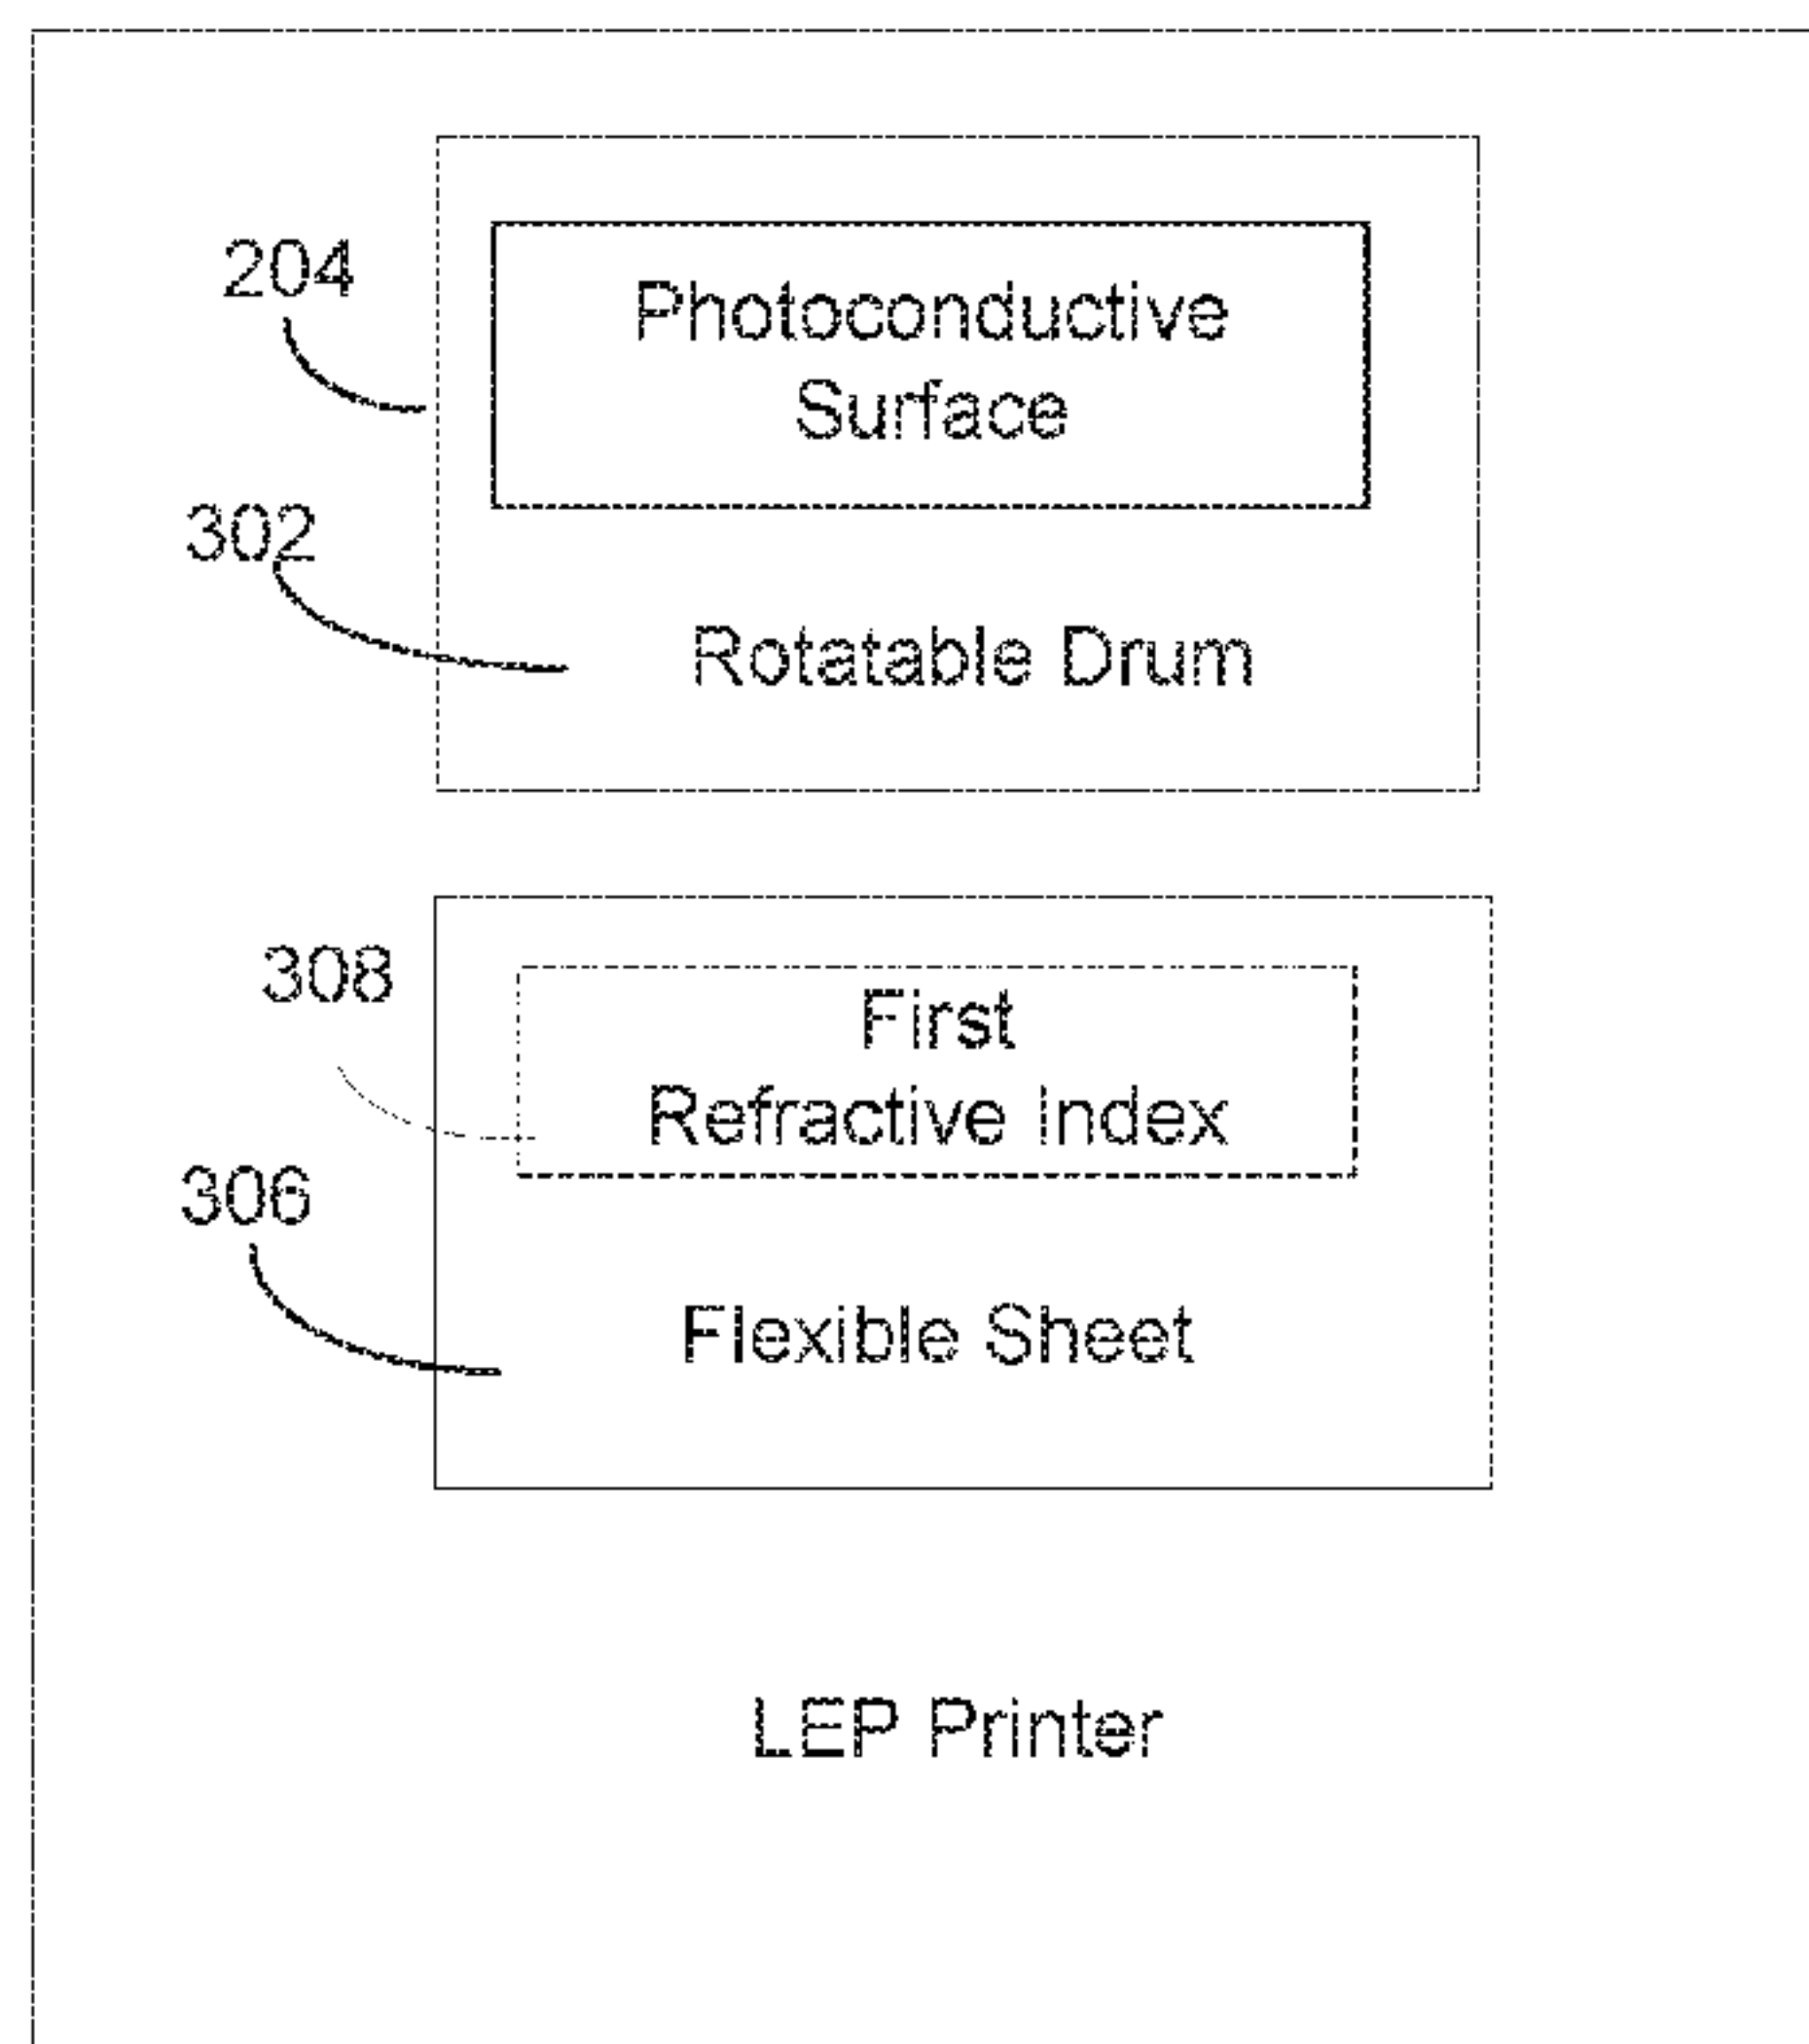 204
Photoconductive
Surface
302
Rotatable Drum
308
First
Refractive Index
306
Flexible Sheet
LEP Printer